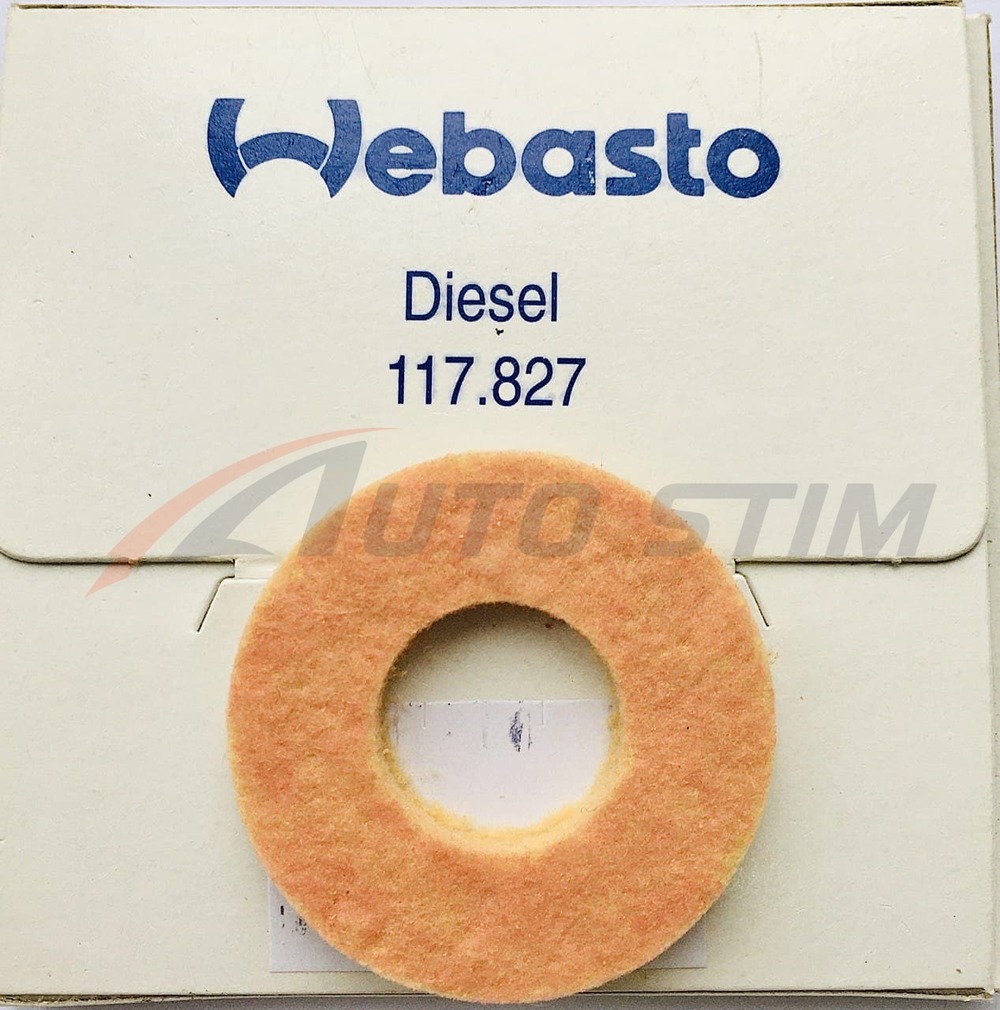 Webasto
Diesel
117.827
AUTO STIM